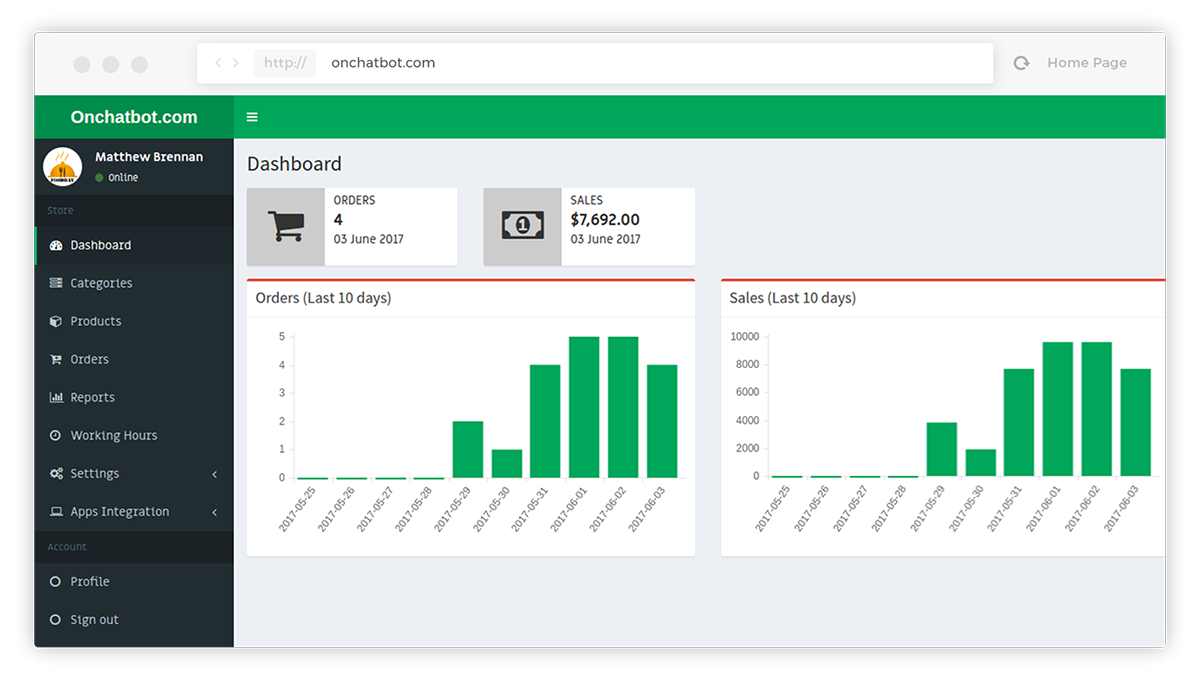 http://
onchatbot.com
Home Page
Onchatbot.com
Matthew Brennan
Online
Store
Dashboard
Categories
Products
Orders
Reports
Working Hours
Settings
Apps Integration
Account
Profile
Sign out
Dashboard
ORDERS
4
03 June 2017
SALES
$7,692.00
03 June 2017
Orders (Last 10 days)
5
4
3
2
1
0
2017-05-25
2017-05-26
2017-05-27
2017-05-28
2017-05-29
2017-05-30
2017-05-31
2017-06-01
2017-06-02
2017-06-03
Sales (Last 10 days)
10000
8000
6000
4000
2000
0
2017-05-25
2017-05-26
2017-05-27
2017-05-28
2017-05-29
2017-05-30
2017-05-31
2017-06-01
2017-06-02
2017-06-03